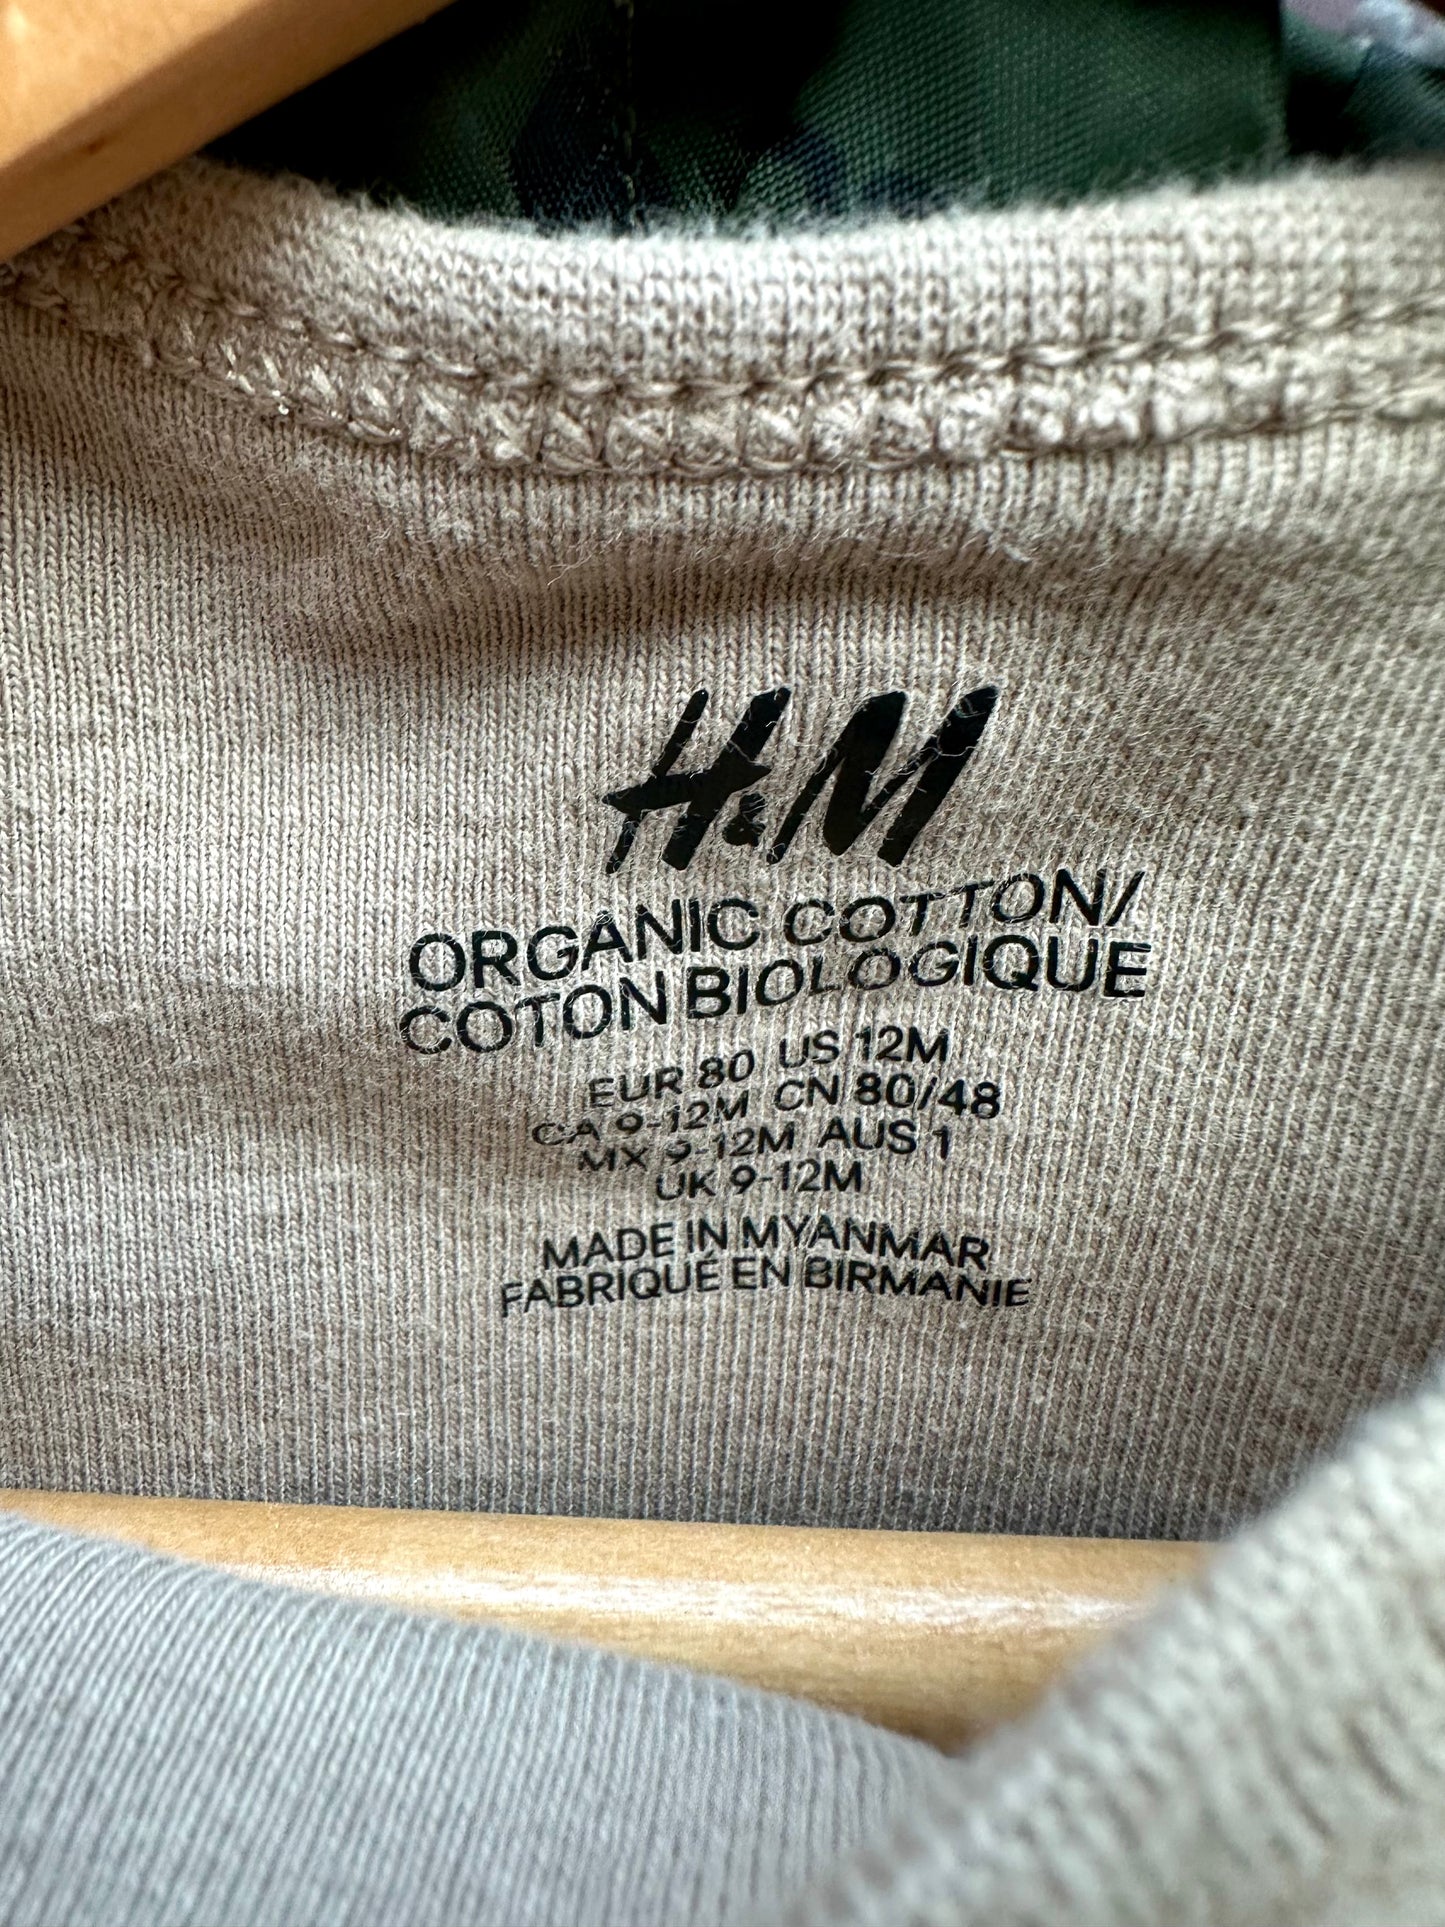 H&M
ORGANIC COTTON/
COTON BIOLOGIQUE
EUR 80 US 12M
CA 9-12M CN 80/48
MX 9-12M AUS 1
UK 9-12M
MADE IN MYANMAR
FABRIQUÉ EN BIRMANIE